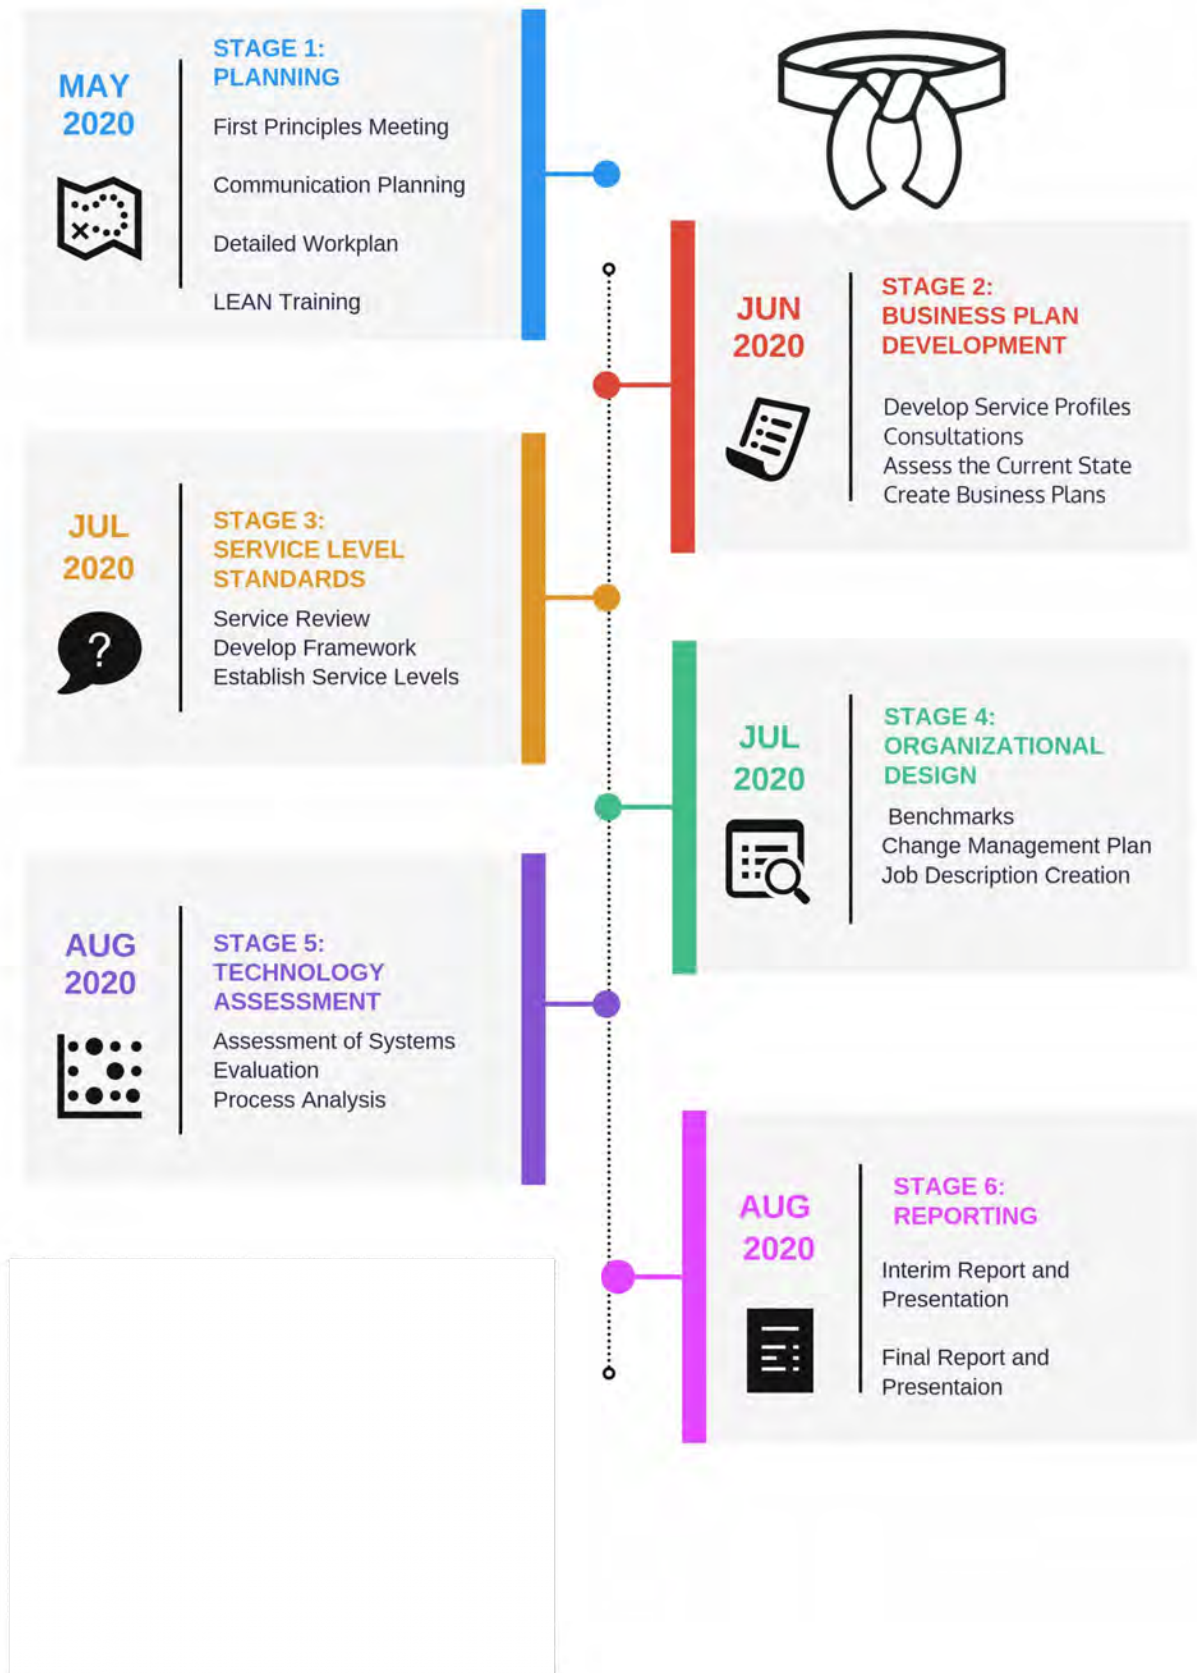 MAY
2020
STAGE 1:
PLANNING
First Principles Meeting
Communication Planning
Detailed Workplan
LEAN Training
JUN
2020
STAGE 2:
BUSINESS PLAN
DEVELOPMENT
Develop Service Profiles
Consultations
Assess the Current State
Create Business Plans
JUL
2020
?
STAGE 3:
SERVICE LEVEL
STANDARDS
Service Review
Develop Framework
Establish Service Levels
JUL
2020
STAGE 4:
ORGANIZATIONAL
DESIGN
Benchmarks
Change Management Plan
Job Description Creation
AUG
2020
STAGE 5:
TECHNOLOGY
ASSESSMENT
Assessment of Systems
Evaluation
Process Analysis
AUG
2020
STAGE 6:
REPORTING
Interim Report and
Presentation
Final Report and
Presentaion